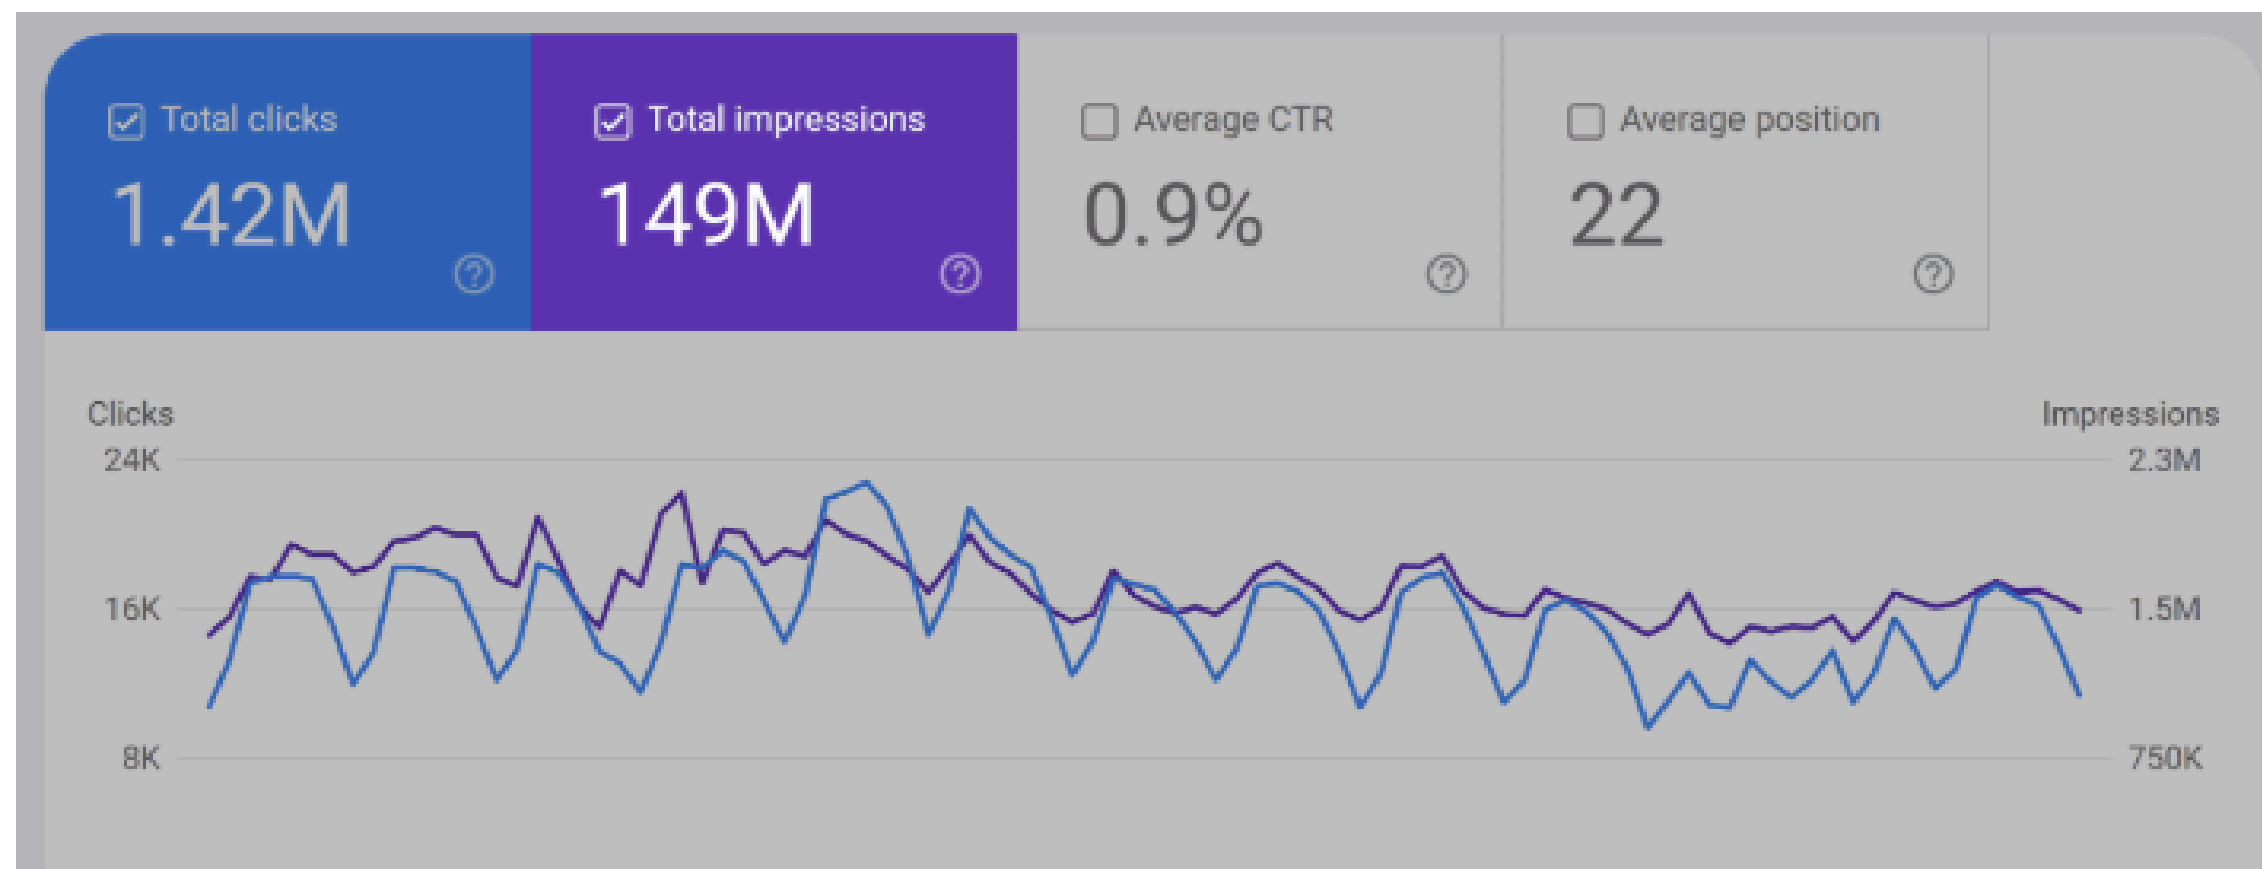 Total clicks
1.42M
Total impressions
149M
Average CTR
0.9%
Average position
22
Clicks
Impressions
24K
2.3M
16K
1.5M
8K
750K